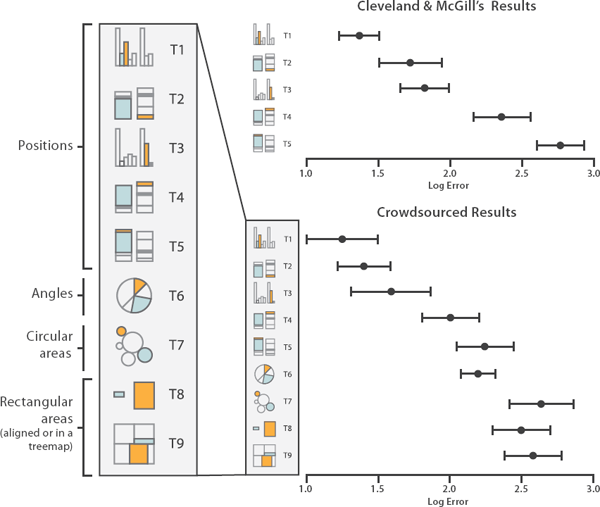 Positions
Angles
Circular
areas
Rectangular
areas
(aligned or in a
treemap)
T1
T2
T3
T4
T5
T6
T7
T8
T9
Cleveland & McGill's Results
T1
T2
T3
T4
T5
1.0 1.5 2.0 2.5 3.0
Log Error
Crowdsourced Results
T1
T2
T3
T4
T5
T6
T7
T8
T9
1.0 1.5 2.0 2.5 3.0
Log Error